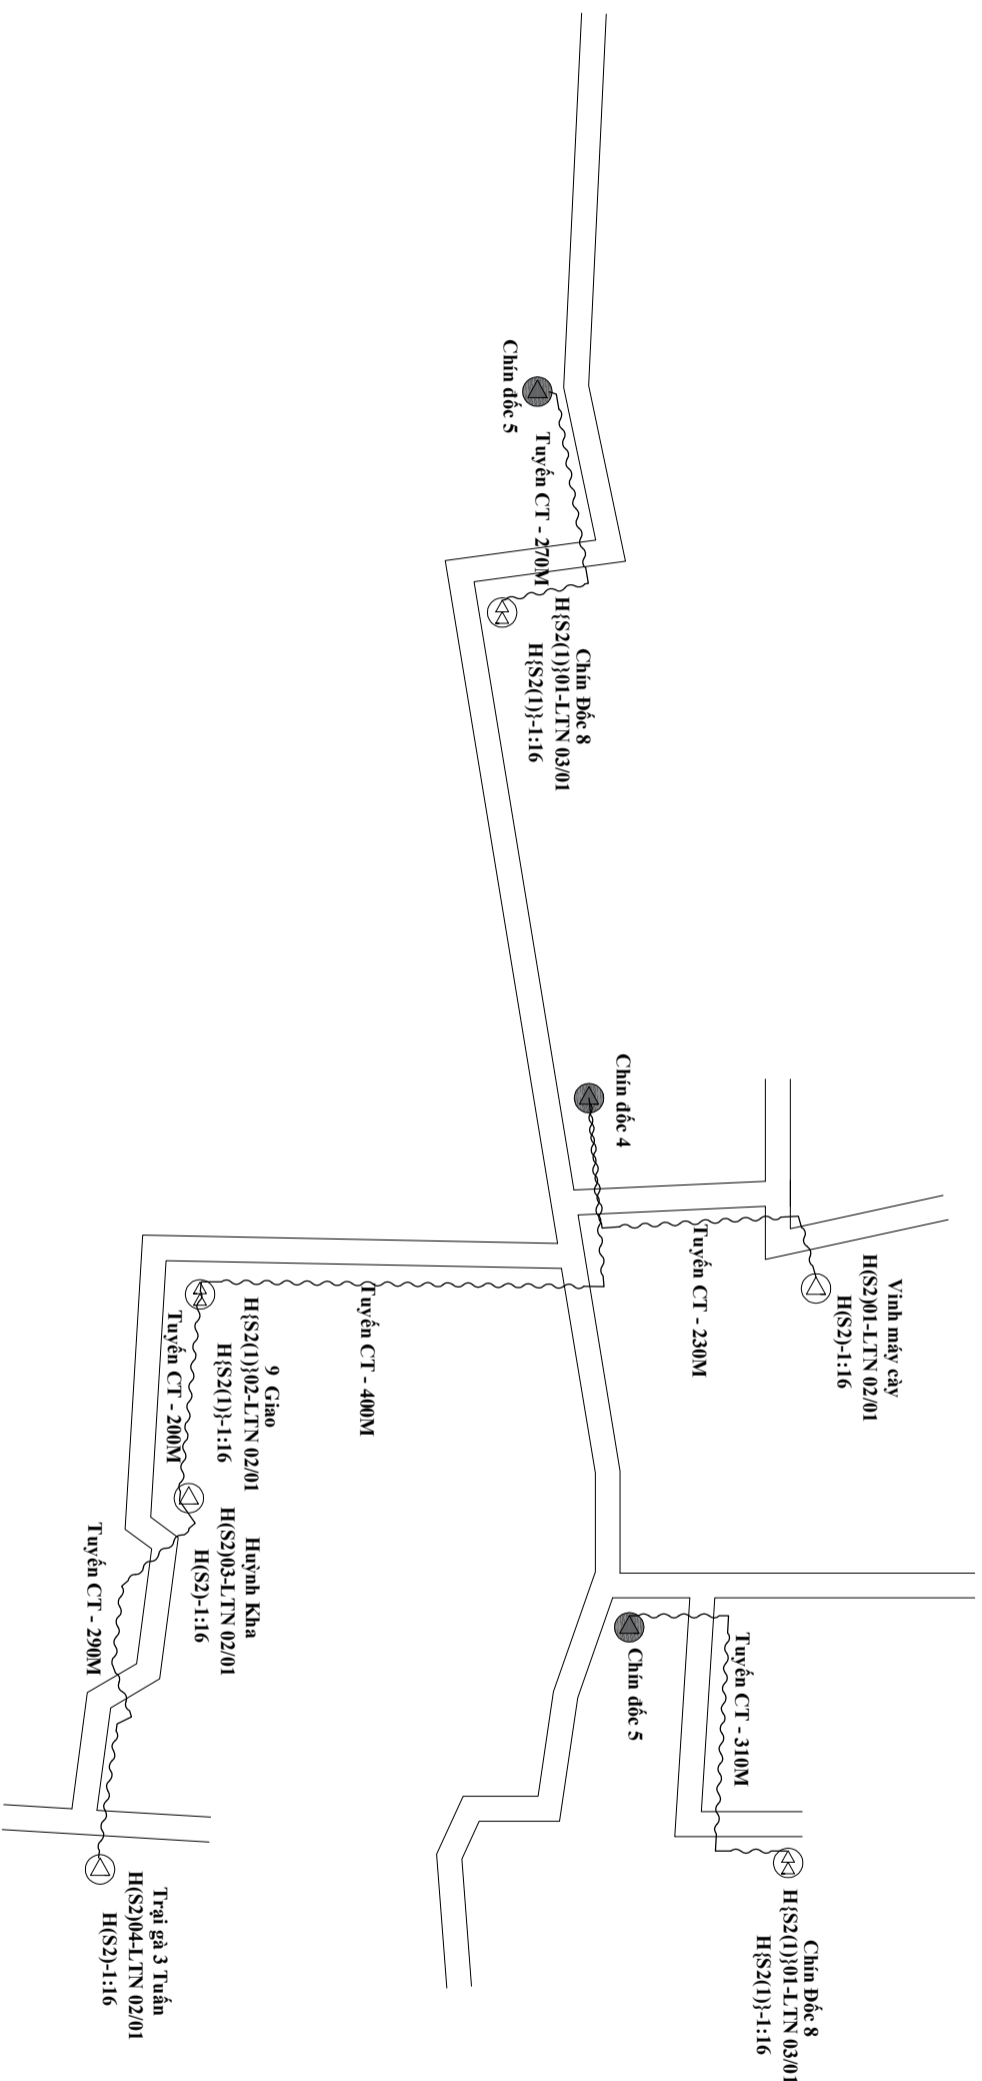 Chín đốc 5
Tuyến CT - 270M
Chín Đốc 8
H{S2(1)}01-LTN 03/01
H{S2(1)}-1:16
Chín đốc 4
Vinh máy cày
H(S2)01-LTN 02/01
H(S2)-1:16
Tuyến CT - 230M
Tuyến CT - 400M
9 Giao
H{S2(1)}02-LTN 02/01
H{S2(1)}-1:16
Tuyến CT - 200M
Huỳnh Kha
H(S2)03-LTN 02/01
H(S2)-1:16
Tuyến CT - 290M
Chín đốc 5
Tuyến CT - 310M
Chín Đốc 8
H{S2(1)}01-LTN 03/01
H{S2(1)}-1:16
Trại gà 3 Tuấn
H(S2)04-LTN 02/01
H(S2)-1:16